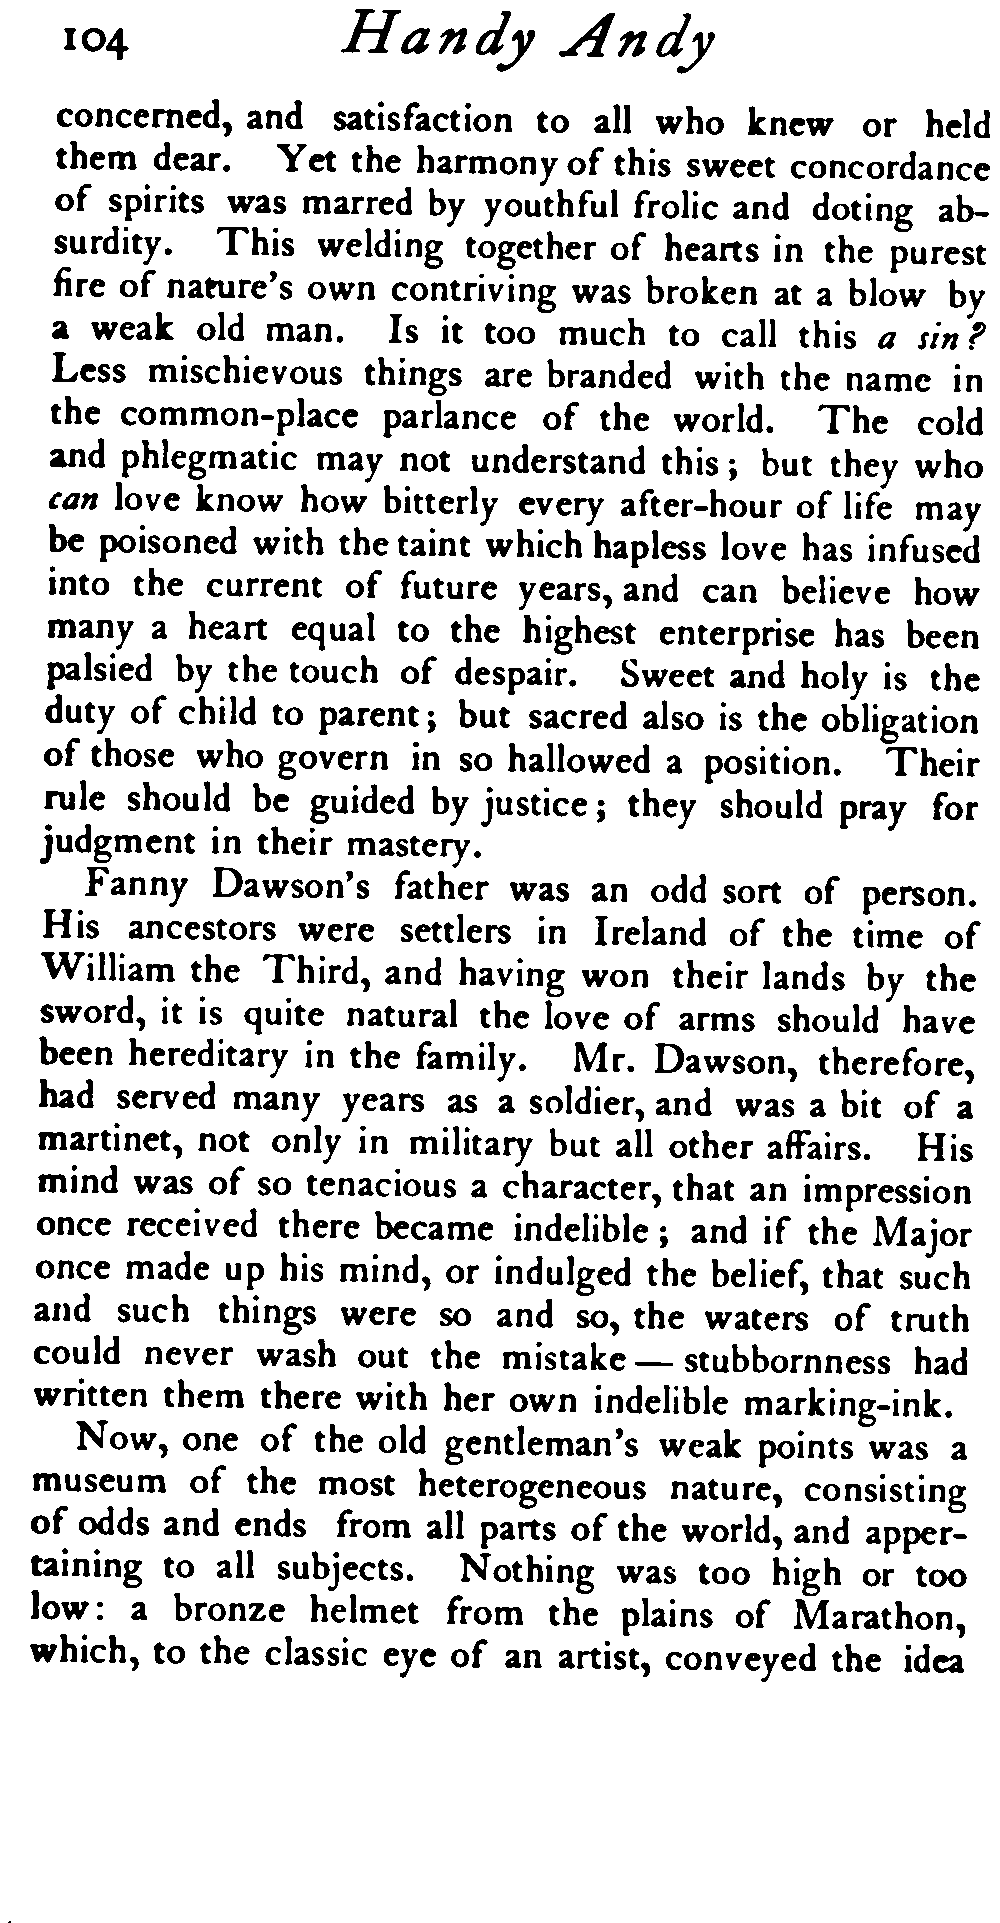 104 Handy Andy
concerned, and satisfaction to all who knew or held
them dear. Yet the harmony of this sweet concordance
of spirits was marred by youthful frolic and doting ab-
surdity. This welding together of hearts in the purest
fire of nature's own contriving was broken at a blow by
a weak old man. Is it too much to call this a sin?
Less mischievous things are branded with the name in
the common-place parlance of the world. The cold
and phlegmatic may not understand this; but they who
can love know how bitterly every after-hour of life may
be poisoned with the taint which hapless love has infused
into the current of future years, and can believe how
many a heart equal to the highest enterprise has been
palsied by the touch of despair. Sweet and holy is the
duty of child to parent; but sacred also is the obligation
of those who govern in so hallowed a position. Their
rule should be guided by justice; they should pray for
judgment in their mastery.
Fanny Dawson's father was an odd sort of person.
His ancestors were settlers in Ireland of the time of
William the Third, and having won their lands by the
sword, it is quite natural the love of arms should have
been hereditary in the family. Mr. Dawson, therefore,
had served many years as a soldier, and was a bit of a
martinet, not only in military but all other affairs. His
mind was of so tenacious a character, that an impression
once received there became indelible; and if the Major
once made up his mind, or indulged the belief, that such
and such things were so and so, the waters of truth
could never wash out the mistake — stubbornness had
written them there with her own indelible marking-ink.
Now, one of the old gentleman's weak points was a
museum of the most heterogeneous nature, consisting
of odds and ends from all parts of the world, and apper-
taining to all subjects. Nothing was too high or too
low: a bronze helmet from the plains of Marathon,
which, to the classic eye of an artist, conveyed the idea